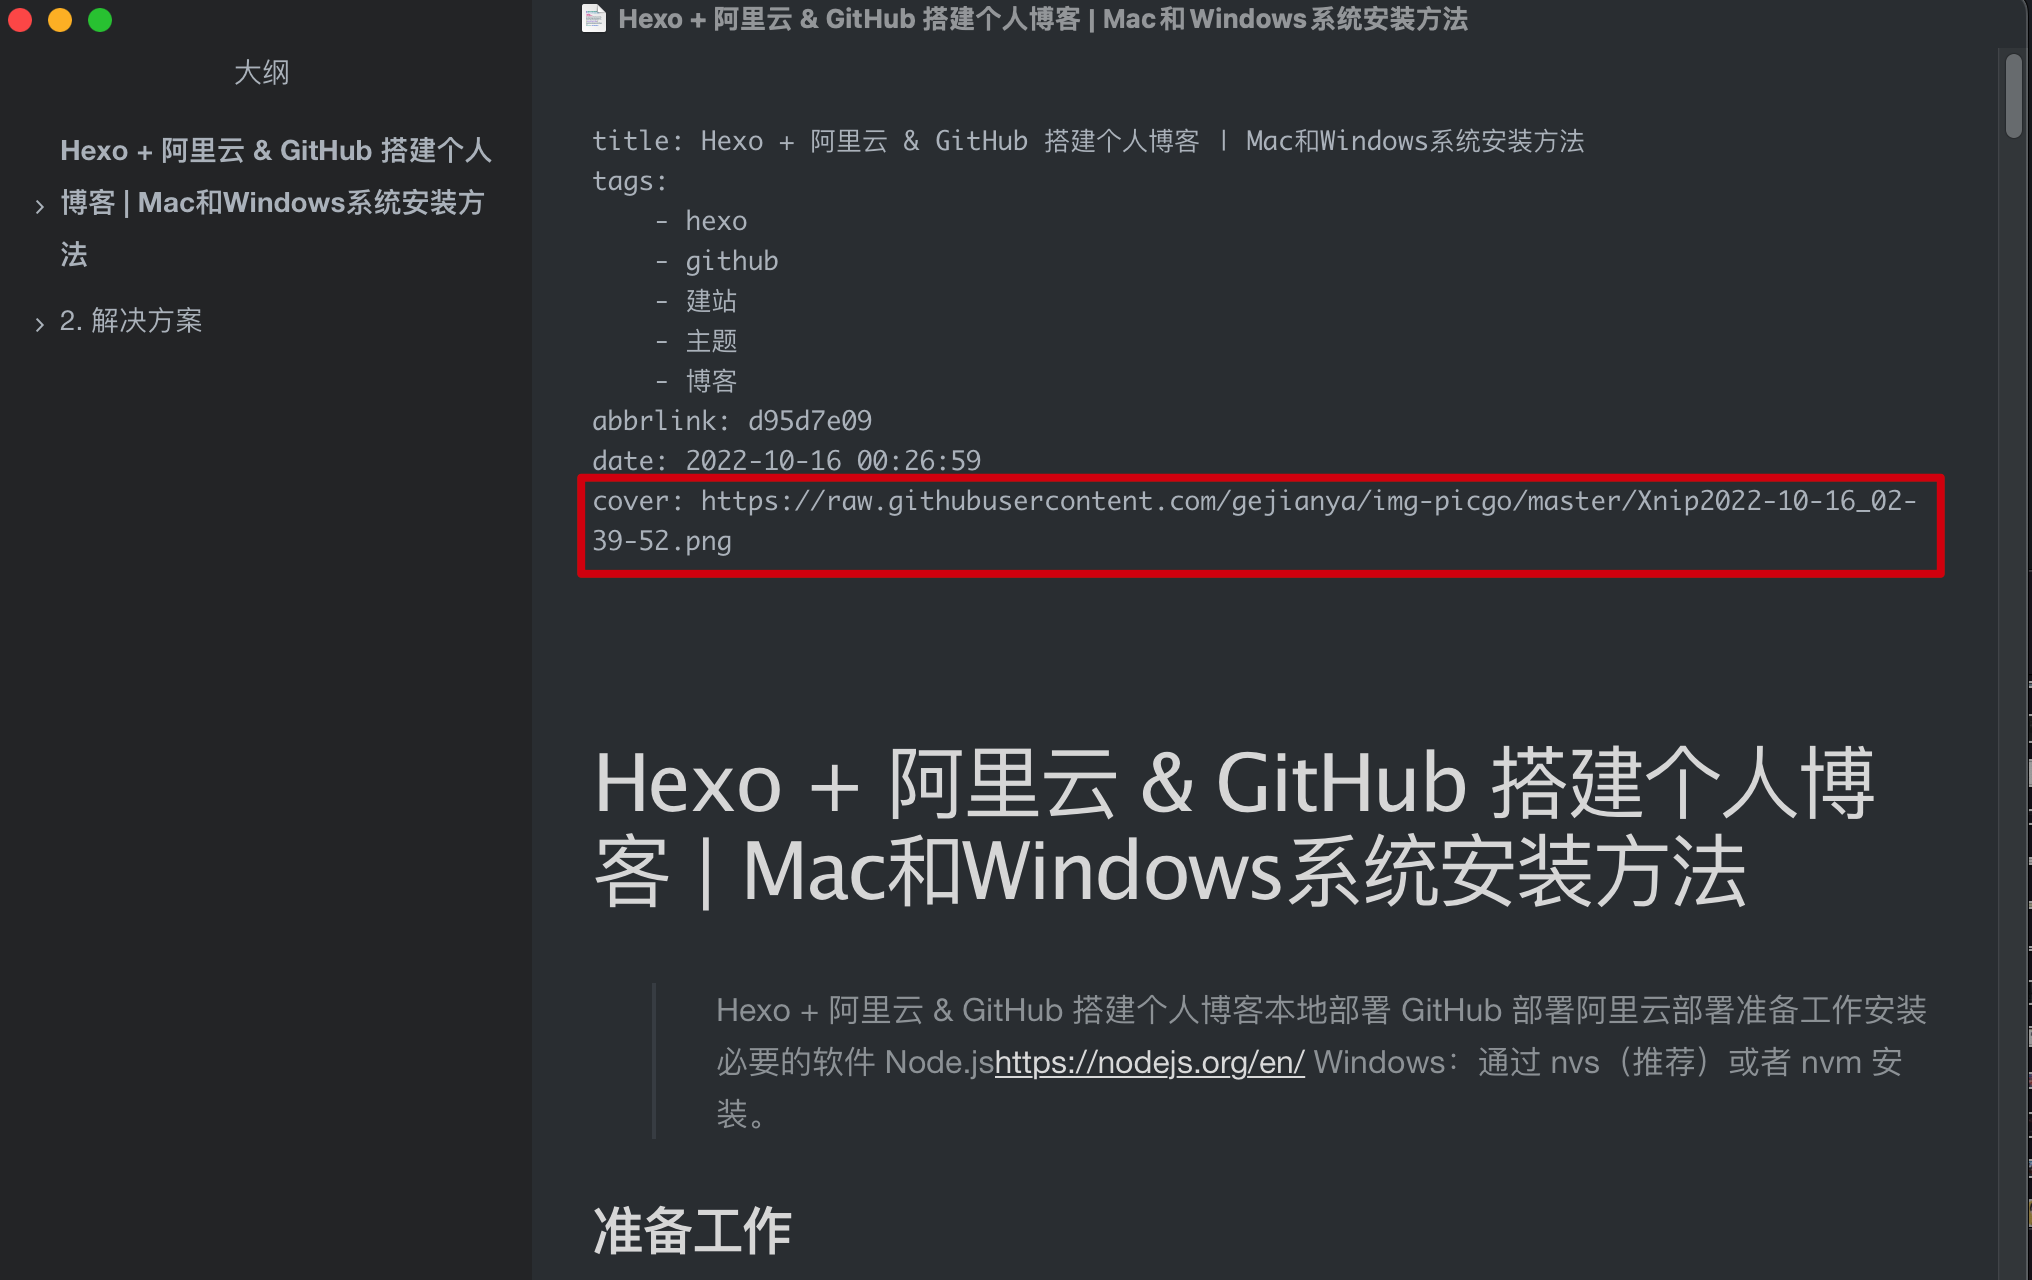 Hexo + 阿里云 & GitHub 搭建个人博客 | Mac和Windows系统安装方法
大纲
Hexo + 阿里云 & GitHub 搭建个人
博客 | Mac和Windows系统安装方
法
2. 解决方案
title: Hexo + 阿里云 & GitHub 搭建个人博客 | Mac和Windows系统安装方法
tags:
- hexo
- github
- 建站
- 主题
- 博客
abbrlink: d95d7e09
date: 2022-10-16 00:26:59
cover: https://raw.githubusercontent.com/gejianya/img-picgo/master/Xnip2022-10-16_02-
39-52.png
Hexo + 阿里云 & GitHub 搭建个人博
客 | Mac和Windows系统安装方法
Hexo + 阿里云 & GitHub 搭建个人博客本地部署 GitHub 部署阿里云部署准备工作安装
必要的软件 Node.jshttps://nodejs.org/en/ Windows：通过 nvs（推荐）或者 nvm 安
装。
准备工作